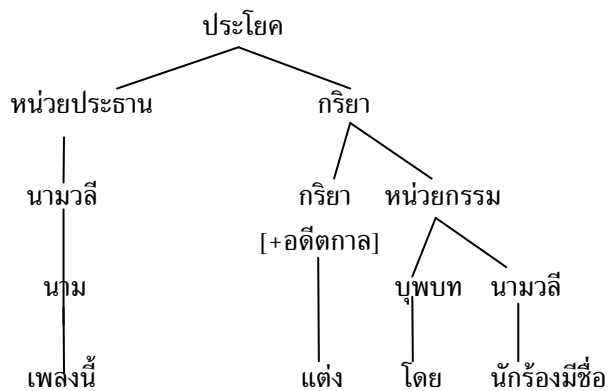 ประโยค
หน่วยประธาน กริยา
นามวลี กริยา หน่วยกรรม
[+อดีตกาล]
นาม บุพบท นามวลี
เพลงนี้ แต่ง โดย นักร้องมีชื่อ